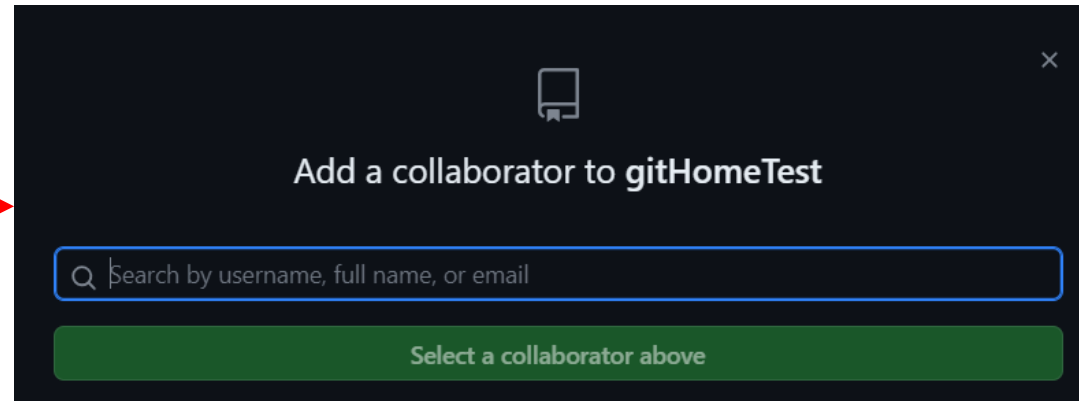 Add a collaborator to gitHomeTest
Search by username, full name, or email
Select a collaborator above